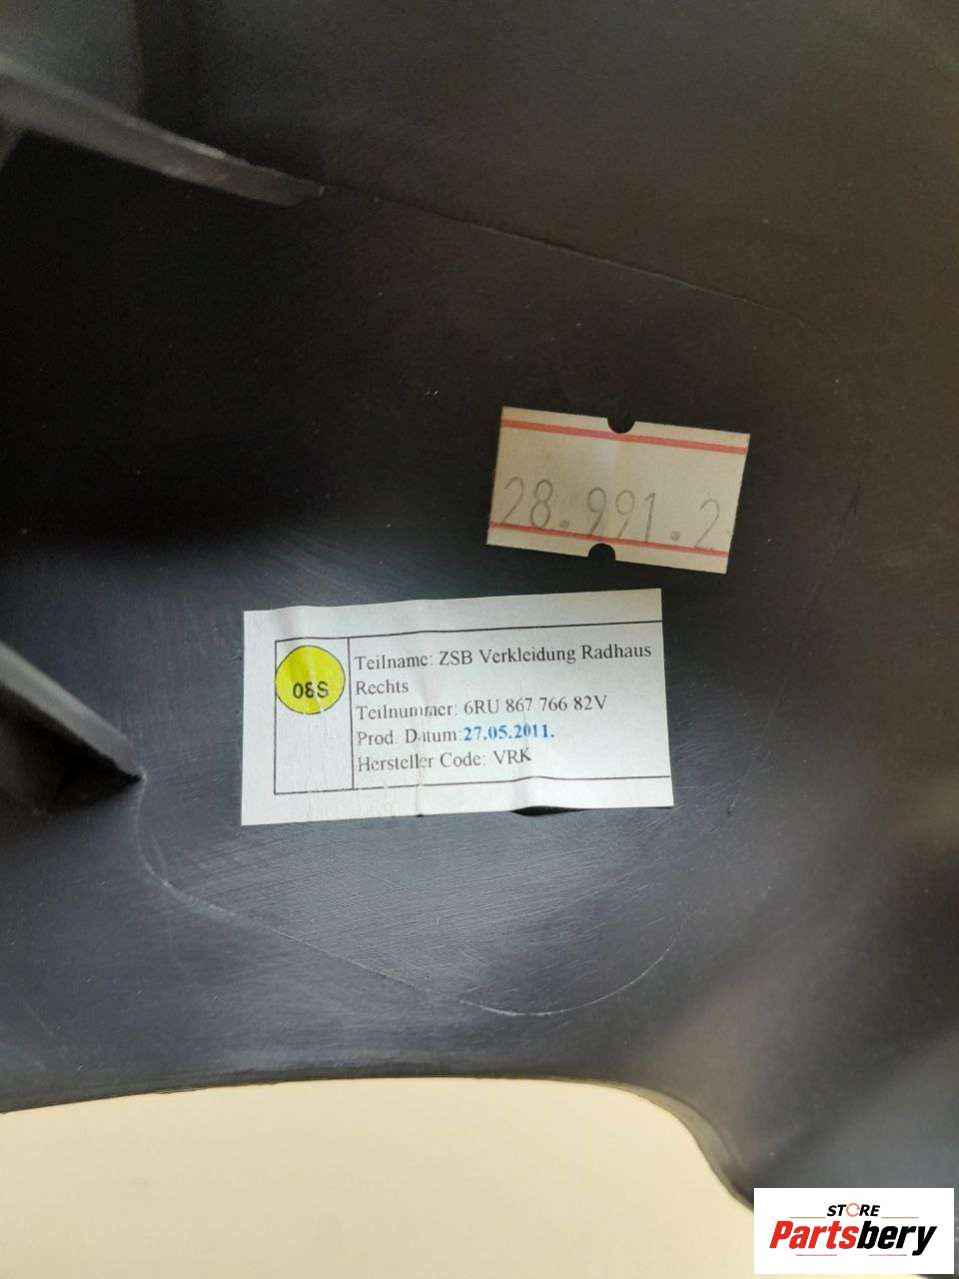 28.991.2
08S
Teilname: ZSB Verkleidung Radhaus
Rechts
Teilnummer: 6RU 867 766 82V
Prod. Datum:27.05.2011.
Hersteller Code: VRK
STORE
Partsbery